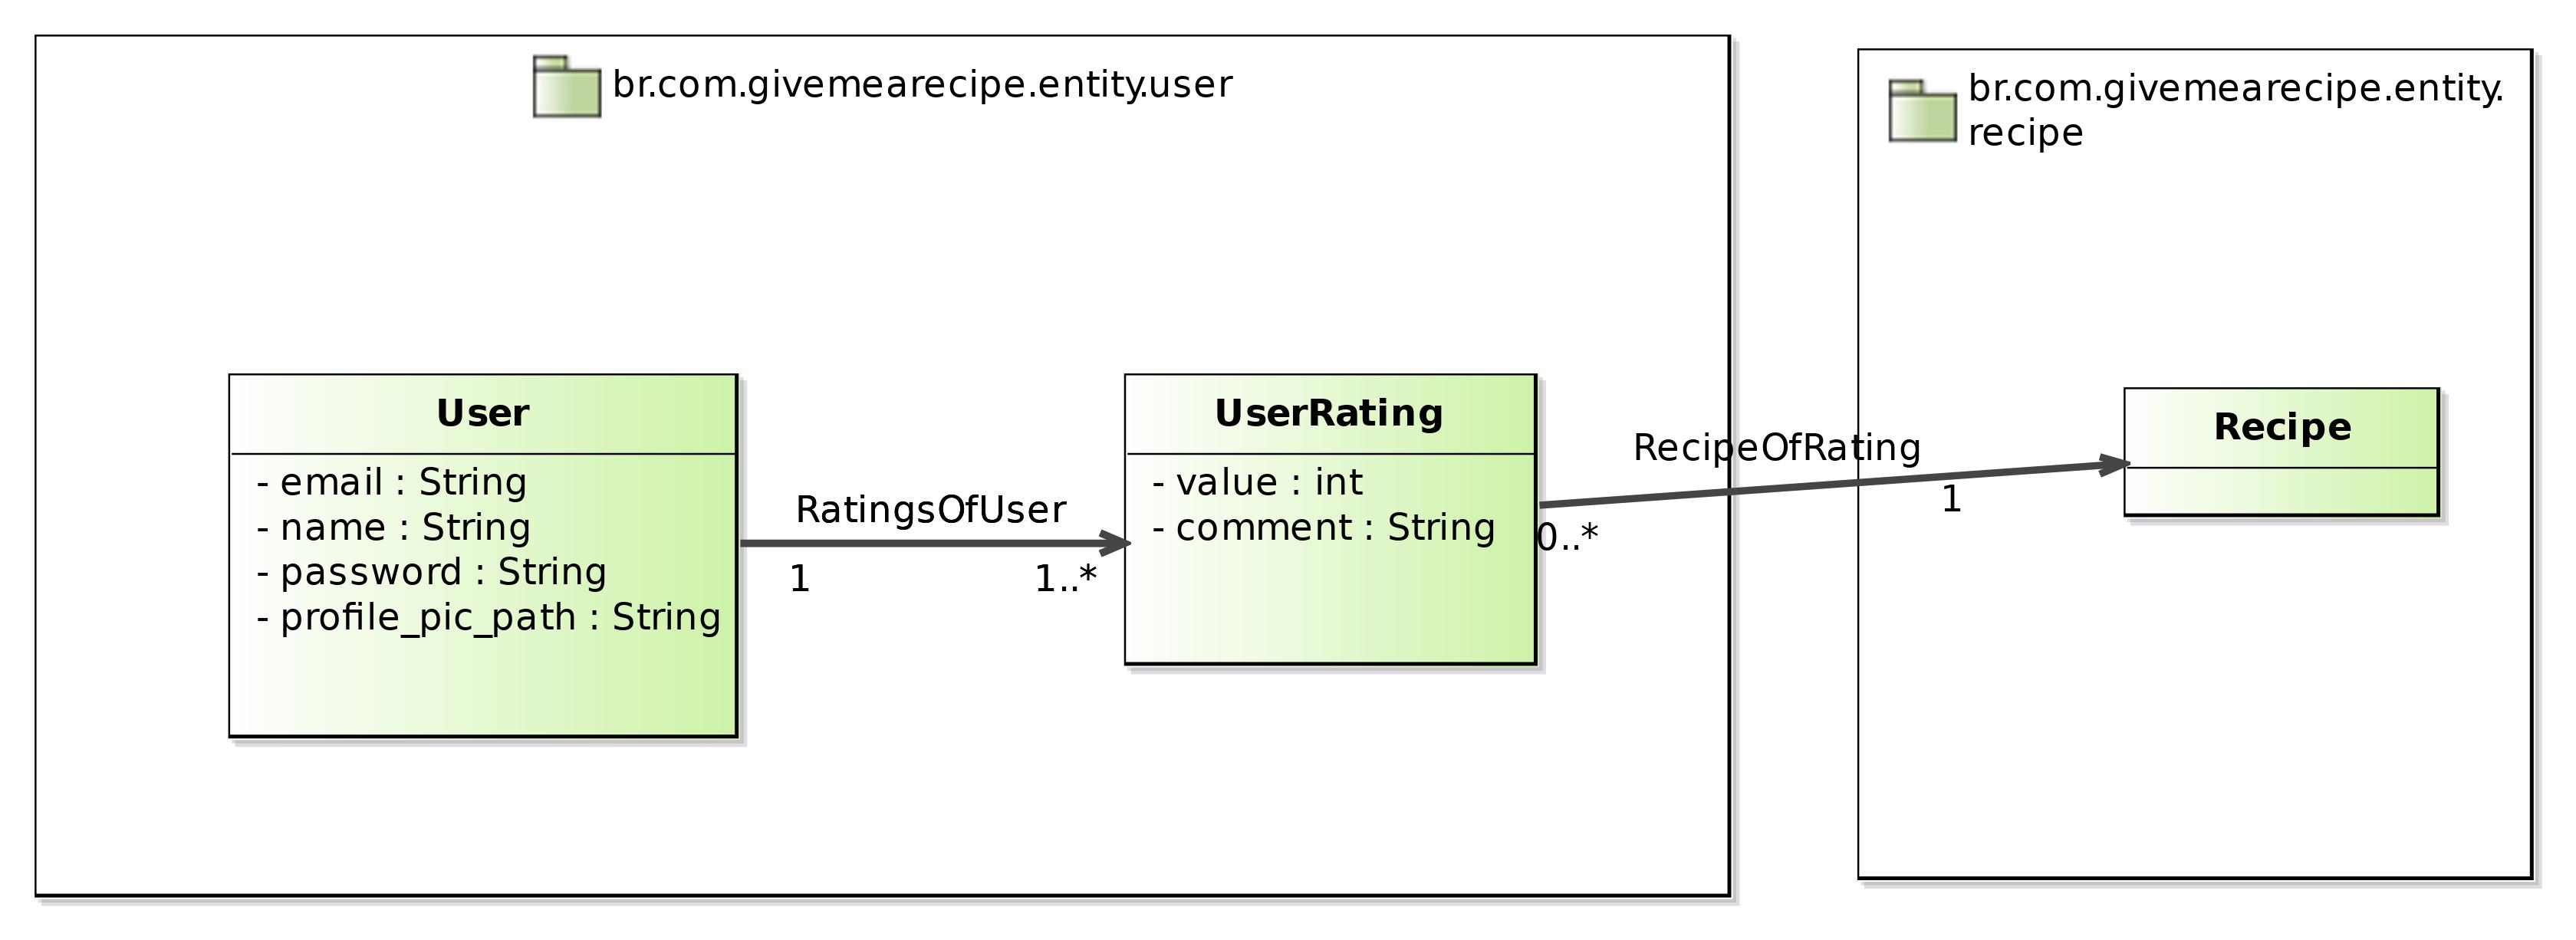 br.com.givemearecipe.entity.user
User
- email : String
- name : String
- password : String
- profile_pic_path : String
RatingsOfUser
1
1..*
UserRating
- value : int
- comment : String
RecipeOfRating
0..*
1
br.com.givemearecipe.entity.
recipe
Recipe